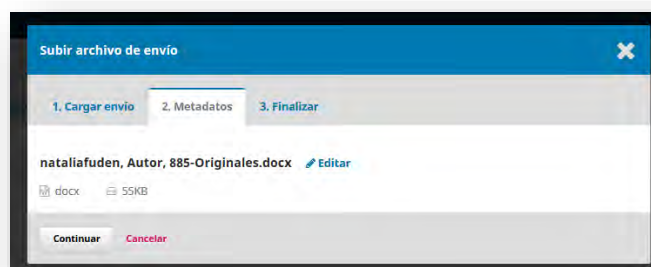 Subir archivo de envío
1. Cargar envío 2. Metadatos 3. Finalizar
nataliafuden, Autor, 885-Originales.docx Editar
docx 55KB
Continuar Cancelar